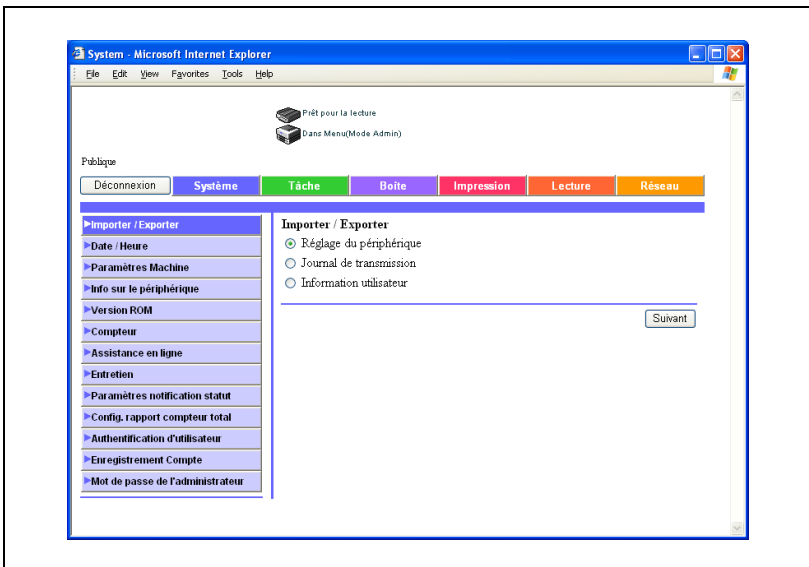 System - Microsoft Internet Explorer
File Edit View Favorites Tools Help
Prêt pour la lecture
Dans Menu(Mode Admin)
Publique
Déconnexion Système Tâche Boîte Impression Lecture Réseau
Importer / Exporter
Date / Heure
Paramètres Machine
Info sur le périphérique
Version ROM
Compteur
Assistance en ligne
Entretien
Paramètres notification statut
Config. rapport compteur total
Authentification d'utilisateur
Enregistrement Compte
Mot de passe de l'administrateur
Importer / Exporter
Réglage du périphérique
Journal de transmission
Information utilisateur
Suivant